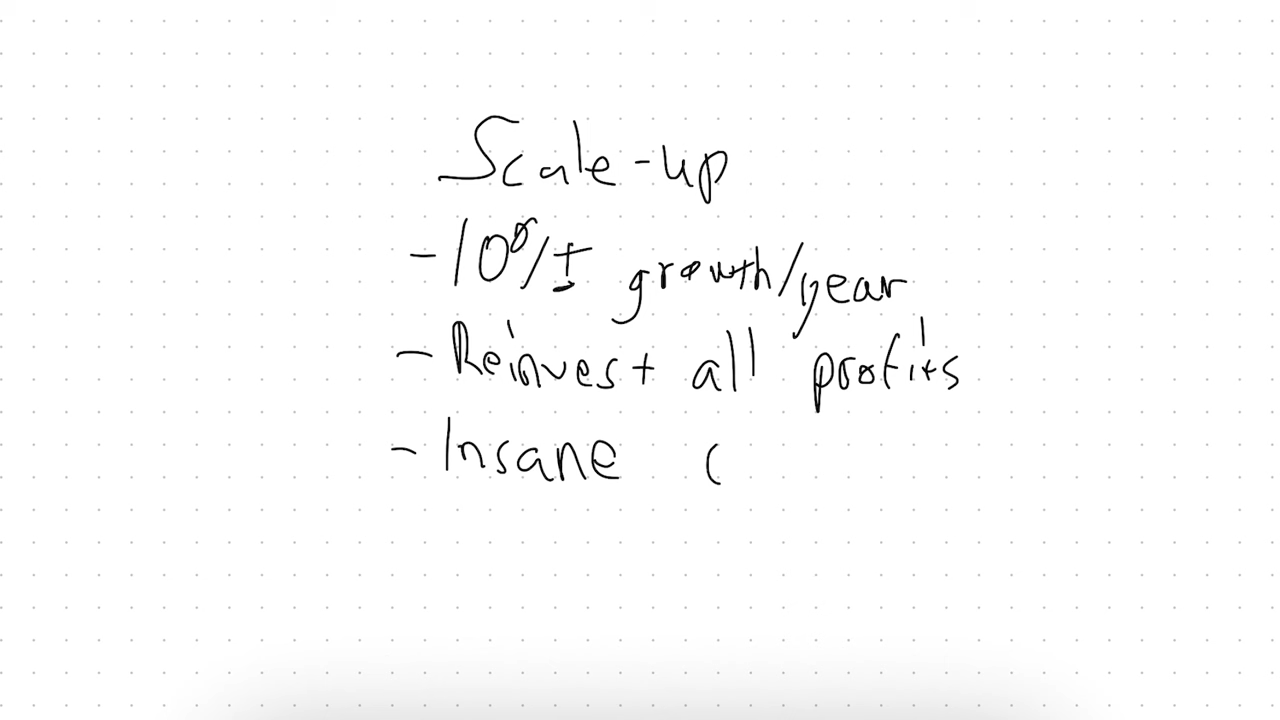 Scale-up
- 10%+ growth/year
- Reinvest all profits
- Insane